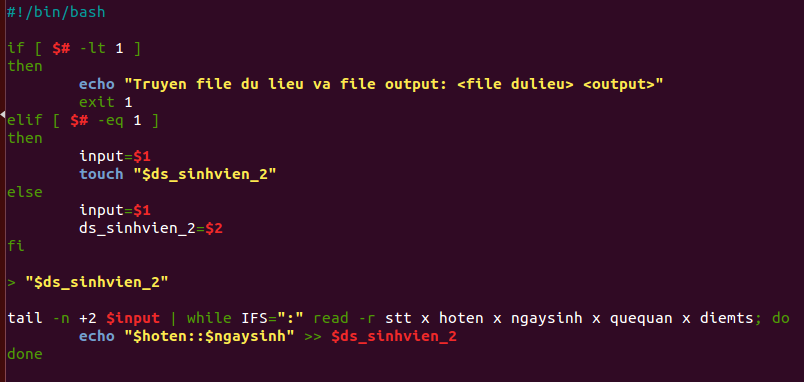 #!/bin/bash

if [ $# -lt 1 ]
then
        echo "Truyen file du lieu va file output: <file dulieu> <output>"
        exit 1
elif [ $# -eq 1 ]
then
        input=$1
        touch "$ds_sinhvien_2"
else
        input=$1
        ds_sinhvien_2=$2
fi

> "$ds_sinhvien_2"

tail -n +2 $input | while IFS=":" read -r stt x hoten x ngaysinh x quequan x diemts; do
        echo "$hoten::$ngaysinh" >> $ds_sinhvien_2
done